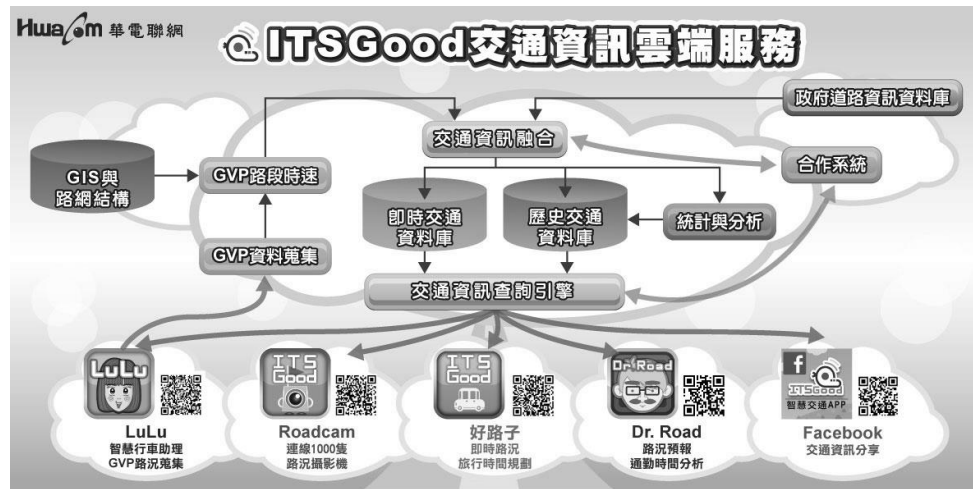 HwaCom 華電聯網
ITSGood交通資訊雲端服務
政府道路資訊資料庫
交通資訊融合
合作系統
GIS與
路網結構
GVP路段時速
即時交通
資料庫
歷史交通
資料庫
統計與分析
GVP資料蒐集
交通資訊查詢引擎
LuLu
ITS
Good
ITS
Good
Dr.Road
f
ITSGood
智慧交通APP
LuLu
智慧行車助理
GVP路況蒐集
Roadcam
連線1000隻
路況攝影機
好路子
即時路況
旅行時間規劃
Dr. Road
路況預報
通勤時間分析
Facebook
交通資訊分享